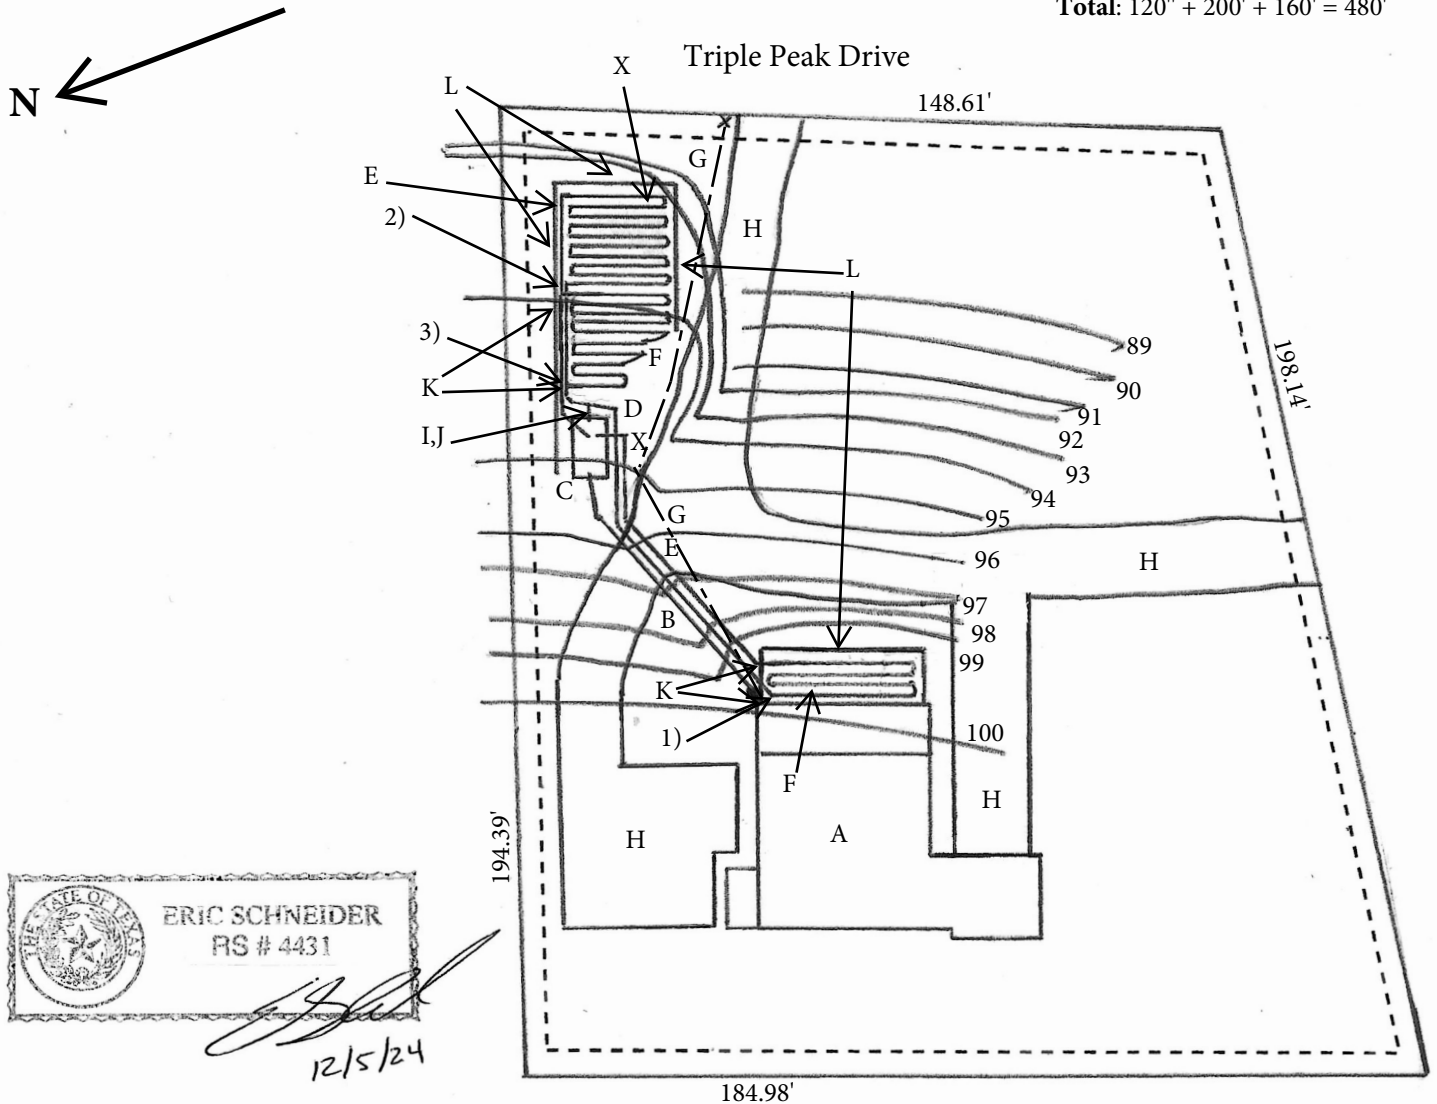 Total: 120" + 200' + 160' = 480'
Triple Peak Drive
N
X
L
148.61'
G
E
2)
H
L
3)
K
F
89
90
91
92
93
94
95
96
97
98
99
100
198.14'
D
I,J
X
C
G
E
H
B
K
1)
F
H
H
A
194.39'
THE STATE OF TEXAS
ERIC SCHNEIDER
RS # 4431
12/5/24
184.98'